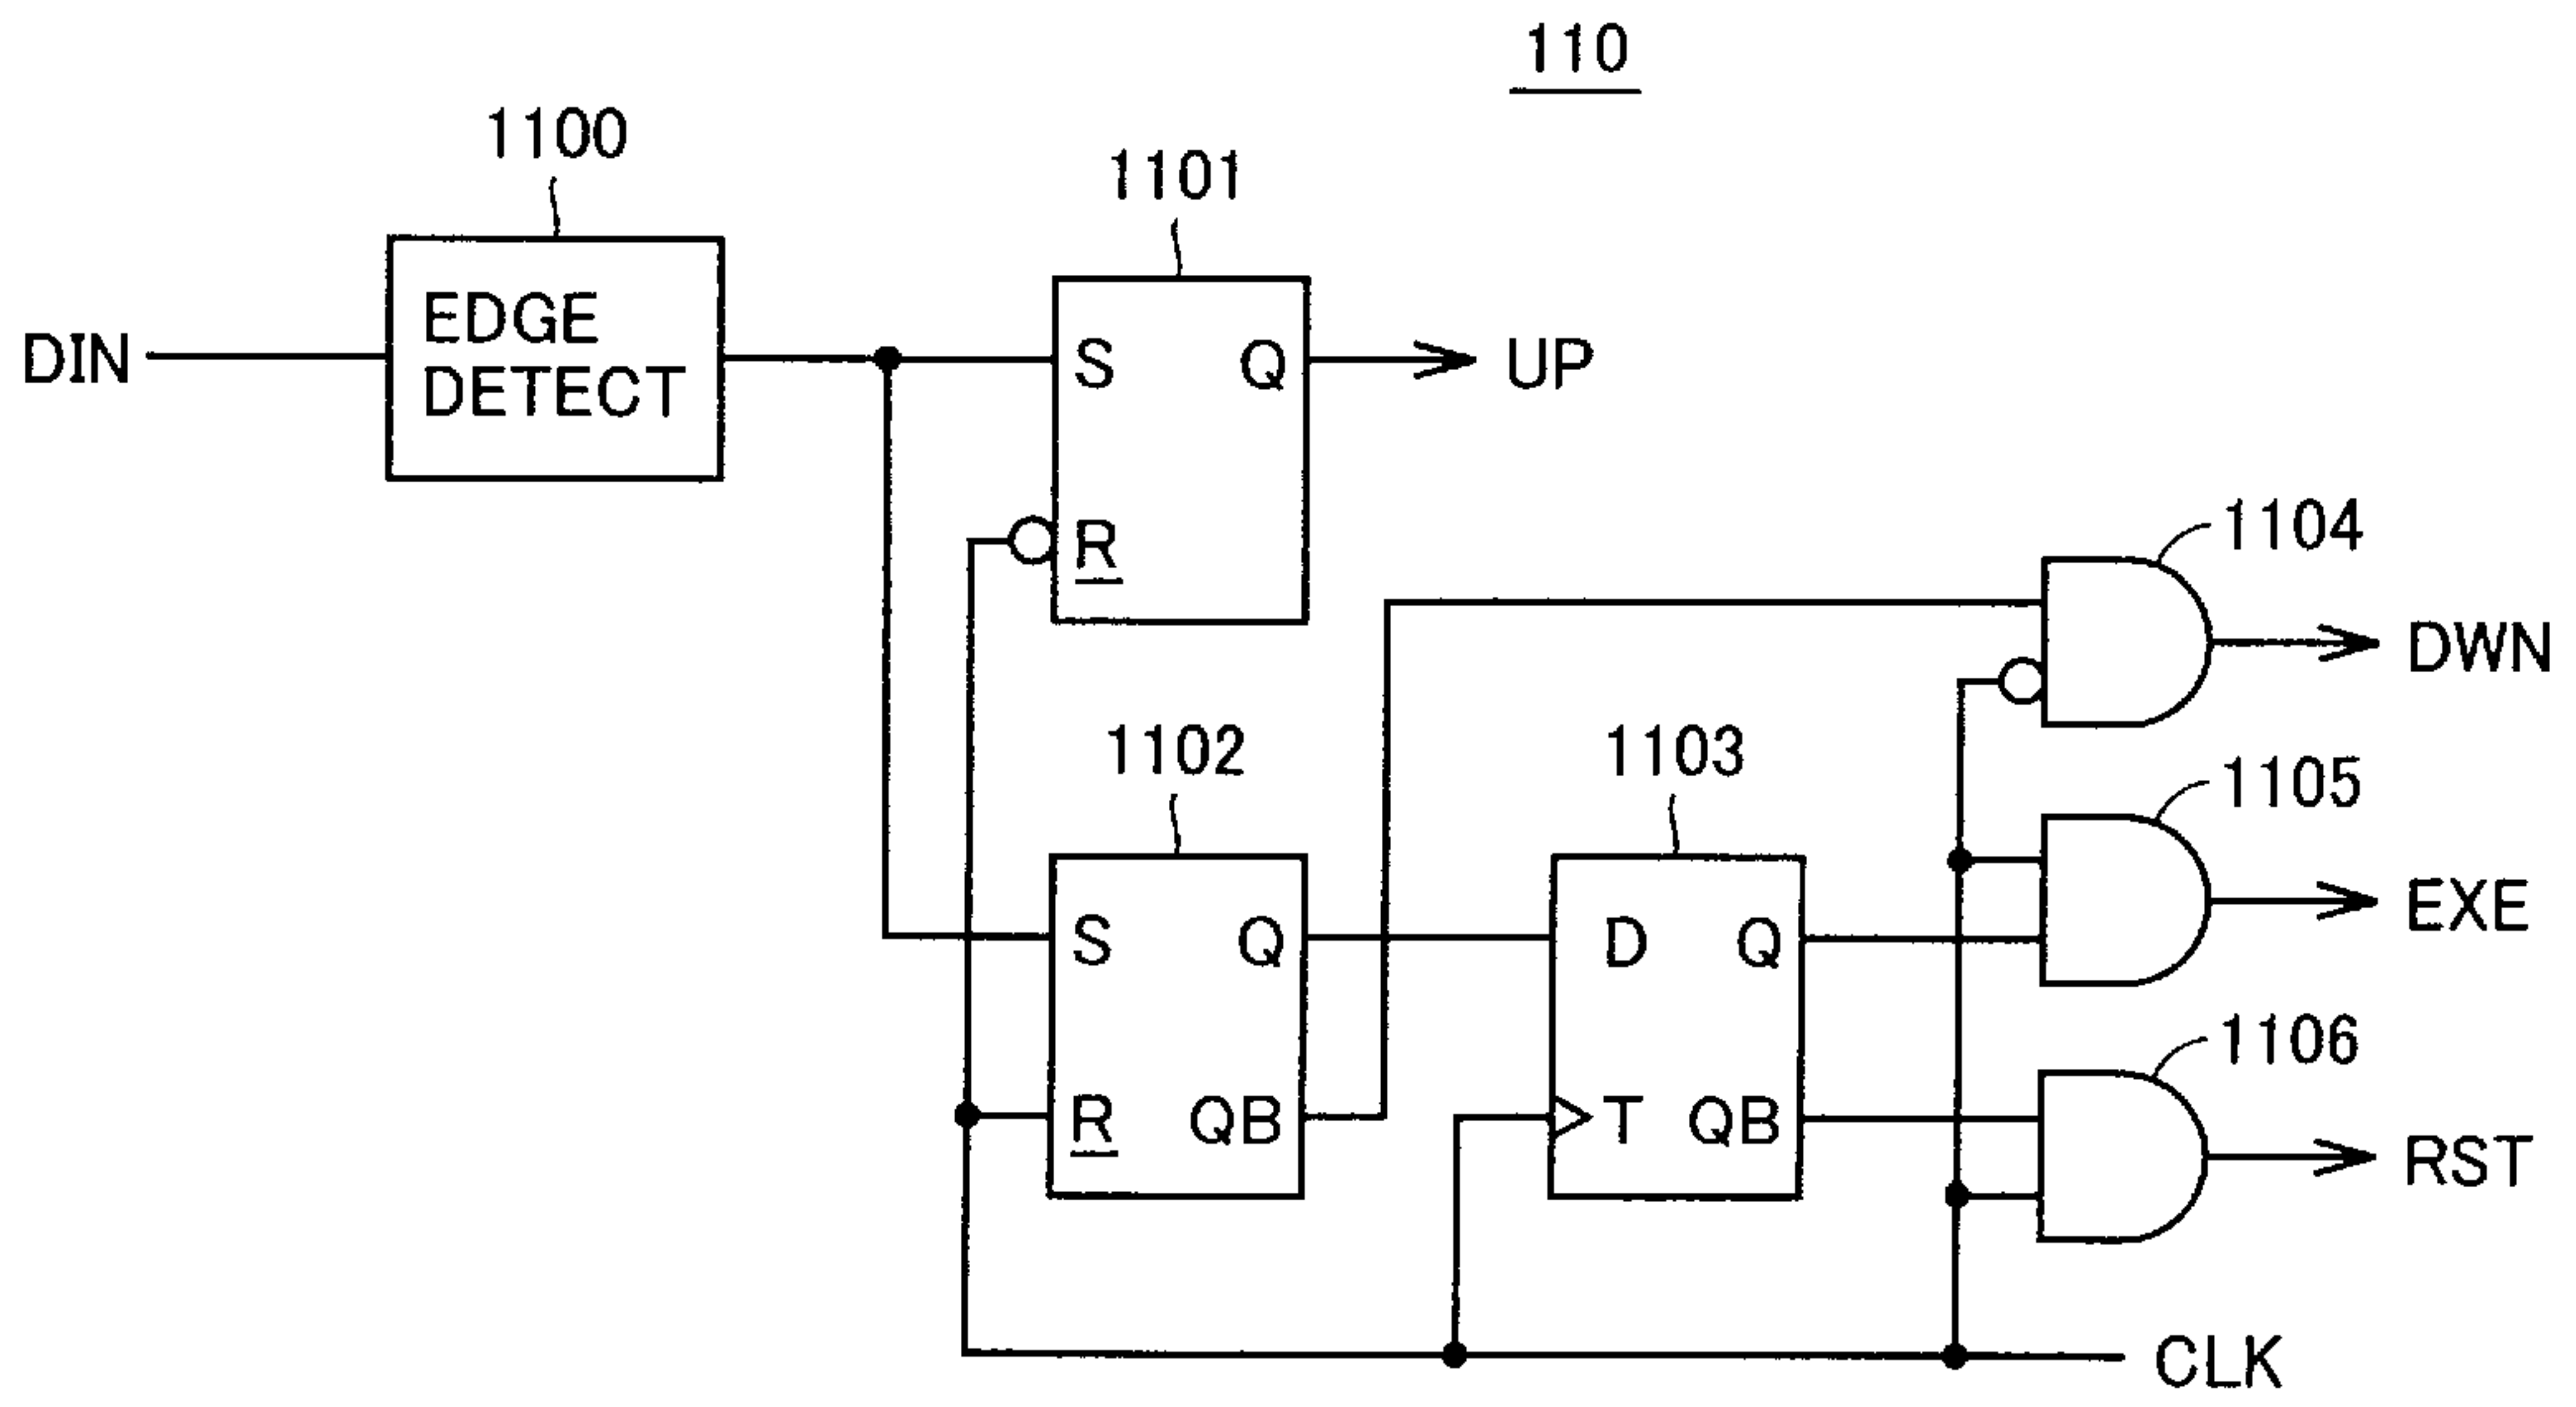 110
1100
EDGE
DETECT
DIN
1101
S Q
R
UP
1104
DWN
1102
S Q
R QB
1103
D Q
T QB
1105
EXE
1106
RST
CLK